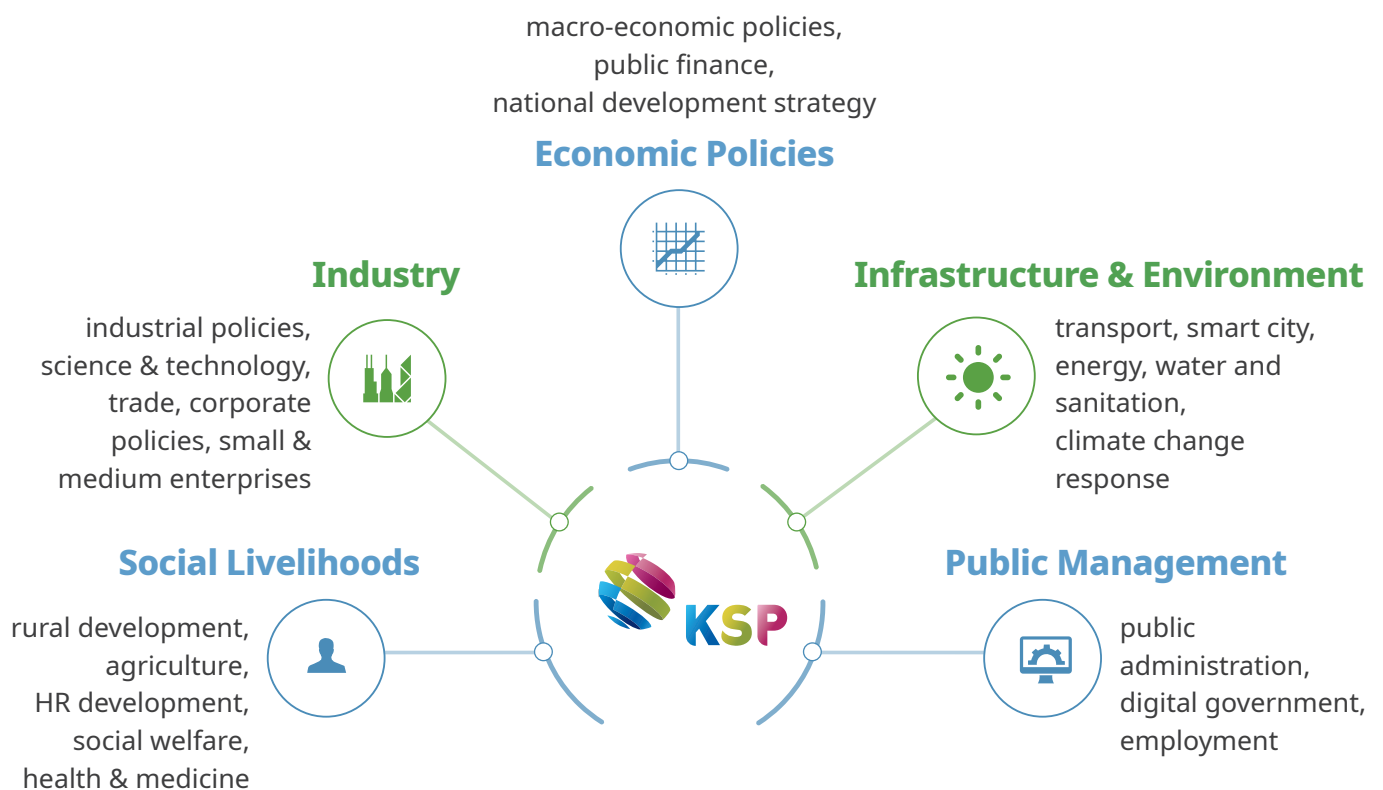 macro-economic policies,
public finance,
national development strategy
Economic Policies
Industry
industrial policies,
science & technology,
trade, corporate
policies, small &
medium enterprises
Infrastructure & Environment
transport, smart city,
energy, water and
sanitation,
climate change
response
Social Livelihoods
rural development,
agriculture,
HR development,
social welfare,
health & medicine
KSP
Public Management
public
administration,
digital government,
employment